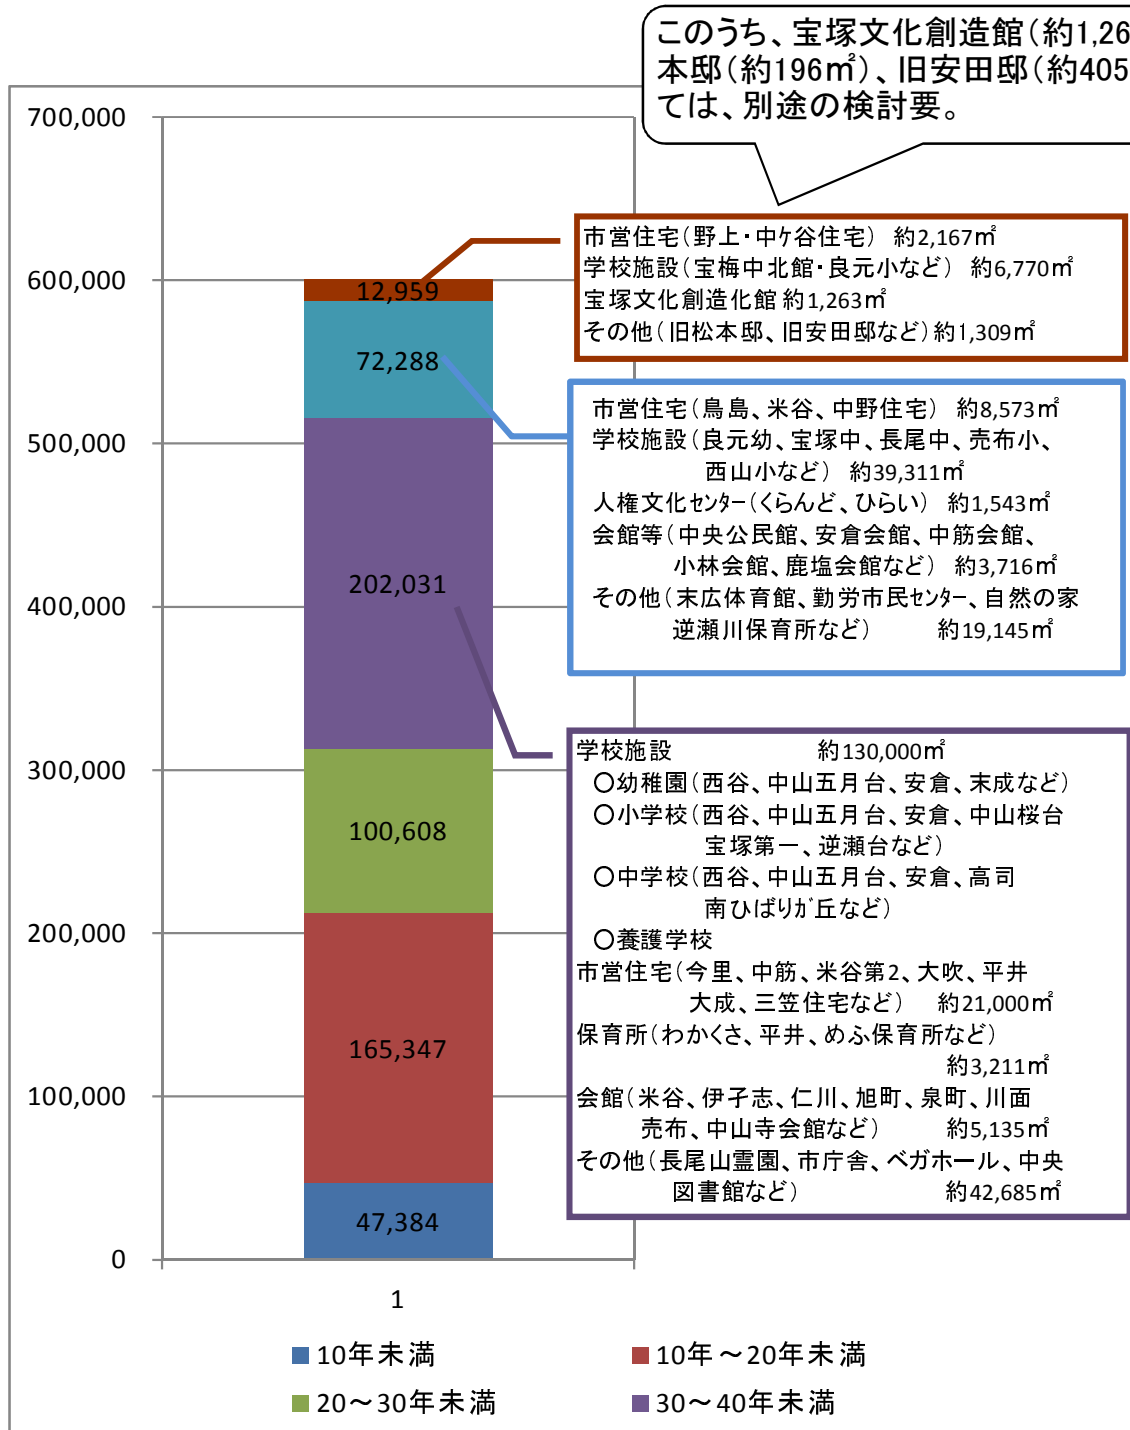 このうち、宝塚文化創造館(約1,26
本邸(約196㎡)、旧安田邸(約405
ては、別途の検討要。
700,000
600,000
500,000
400,000
300,000
200,000
100,000
0
12,959
72,288
202,031
100,608
165,347
47,384
1
市営住宅(野上・中ケ谷住宅) 約2,167㎡
学校施設(宝梅中北館・良元小など) 約6,770㎡
宝塚文化創造化館 約1,263㎡
その他(旧松本邸、旧安田邸など)約1,309㎡
市営住宅(鳥島、米谷、中野住宅) 約8,573㎡
学校施設(良元幼、宝塚中、長尾中、売布小、
西山小など) 約39,311㎡
人権文化センター(くらんど、ひらい) 約1,543㎡
会館等(中央公民館、安倉会館、中筋会館、
小林会館、鹿塩会館など) 約3,716㎡
その他(末広体育館、勤労市民センター、自然の家
逆瀬川保育所など) 約19,145㎡
学校施設 約130,000㎡
○幼稚園(西谷、中山五月台、安倉、末成など)
○小学校(西谷、中山五月台、安倉、中山桜台
宝塚第一、逆瀬台など)
○中学校(西谷、中山五月台、安倉、高司
南ひばりガ丘など)
○養護学校
市営住宅(今里、中筋、米谷第2、大吹、平井
大成、三笠住宅など) 約21,000㎡
保育所(わかくさ、平井、めふ保育所など)
約3,211㎡
会館(米谷、伊孑志、仁川、旭町、泉町、川面
売布、中山寺会館など) 約5,135㎡
その他(長尾山霊園、市庁舎、ベガホール、中央
図書館など) 約42,685㎡
10年未満
10年～20年未満
20～30年未満
30～40年未満